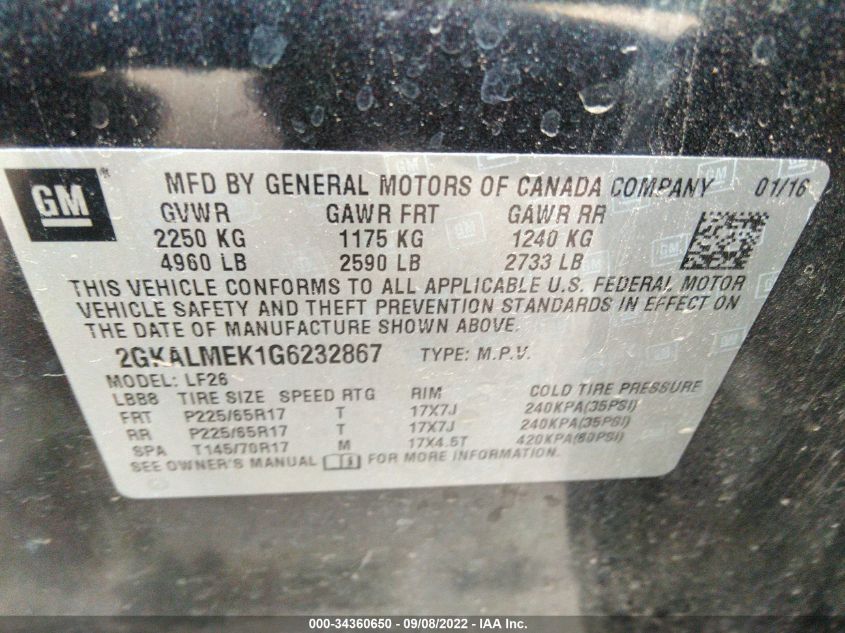 GM ® MFD BY GENERAL MOTORS OF CANADA COMPANY 01/16
GVWR GAWR FRT GAWR RR
2250 KG 1175 KG 1240 KG
4960 LB 2590 LB 2733 LB
THIS VEHICLE CONFORMS TO ALL APPLICABLE U.S. FEDERAL MOTOR
VEHICLE SAFETY AND THEFT PREVENTION STANDARDS IN EFFECT ON
THE DATE OF MANUFACTURE SHOWN ABOVE.
2GKALMEK1G6232867 TYPE: M.P.V.
MODEL: LF26
LBB8 TIRE SIZE SPEED RTG RIM COLD TIRE PRESSURE
FRT P225/65R17 T 17X7J 240KPA(35PSI)
RR P225/65R17 T 17X7J 240KPA(35PSI)
SPA T145/70R17 M 17X4.5T 420KPA(60PSI)
SEE OWNER'S MANUAL FOR MORE INFORMATION.
000-34360650 - 09/08/2022 - IAA Inc.